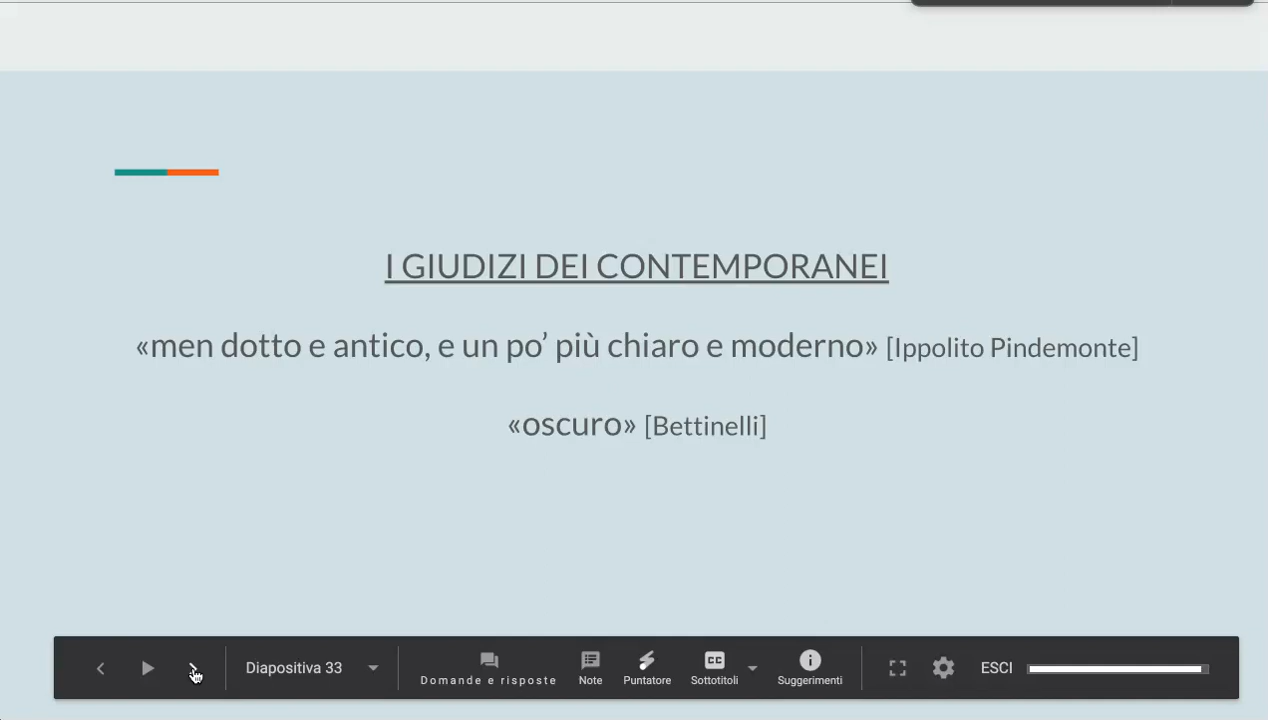 I GIUDIZI DEI CONTEMPORANEI
«men dotto e antico, e un po’ più chiaro e moderno» [Ippolito Pindemonte]
«oscuro» [Bettinelli]
Diapositiva 33
Domande e risposte
Note
Puntatore
CC
Sottotitoli
Suggerimenti
ESCI